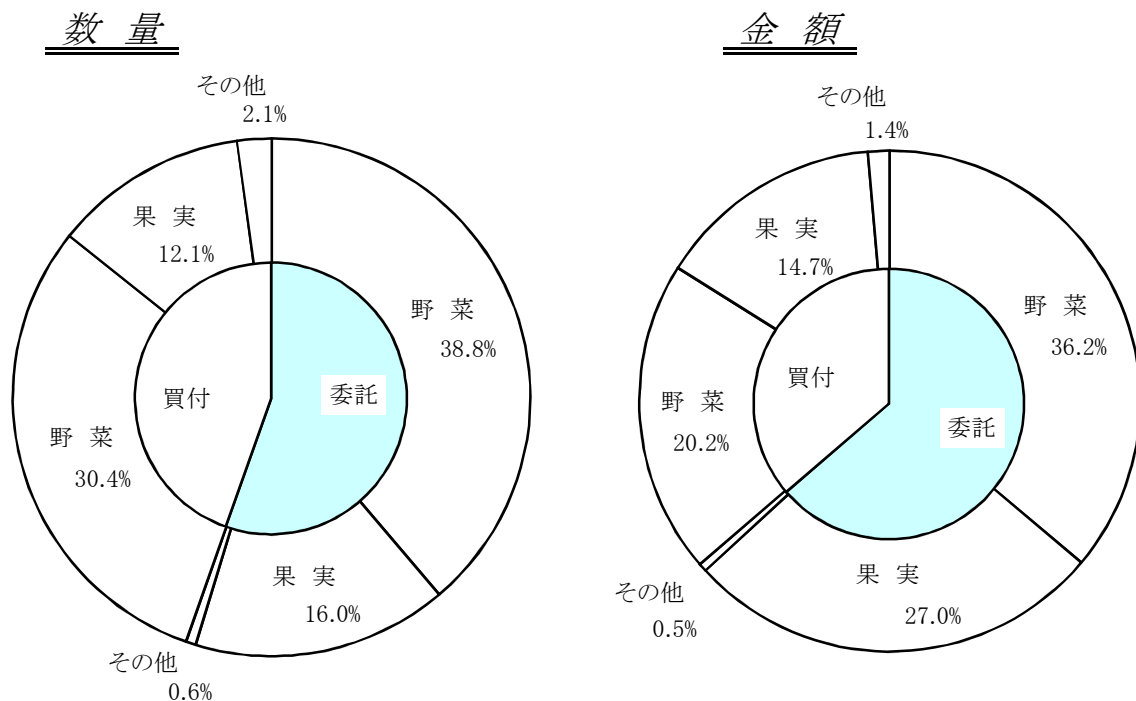 数 量
その他
2.1%
果 実
12.1%
野 菜
38.8%
買付
委託
野 菜
30.4%
果 実
16.0%
その他
0.6%
金 額
その他
1.4%
果 実
14.7%
野 菜
36.2%
買付
委託
野 菜
20.2%
果 実
27.0%
その他
0.5%